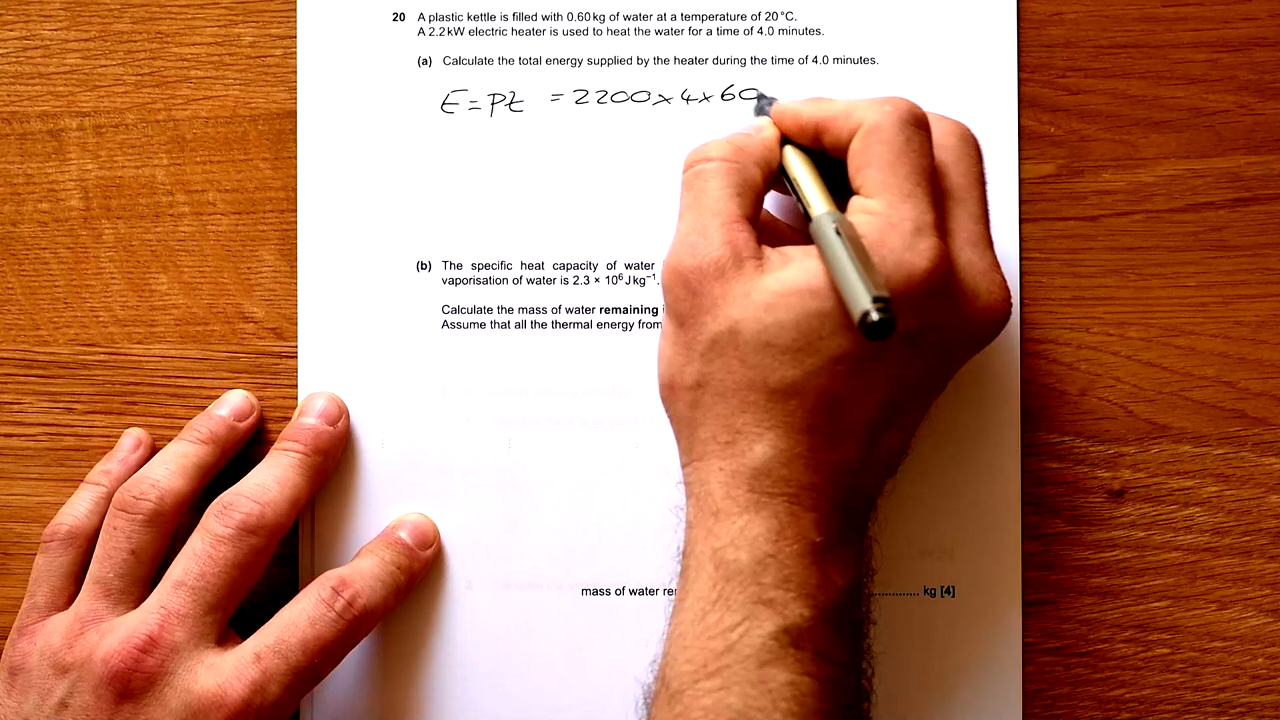 20 A plastic kettle is filled with 0.60 kg of water at a temperature of 20 °C.
A 2.2 kW electric heater is used to heat the water for a time of 4.0 minutes.
(a) Calculate the total energy supplied by the heater during the time of 4.0 minutes.
E = Pt = 2200 × 4 × 60
(b) The specific heat capacity of water
vaporisation of water is 2.3 × 10⁶ J kg⁻¹.
Calculate the mass of water remaining
Assume that all the thermal energy from
mass of water ................ kg [4]